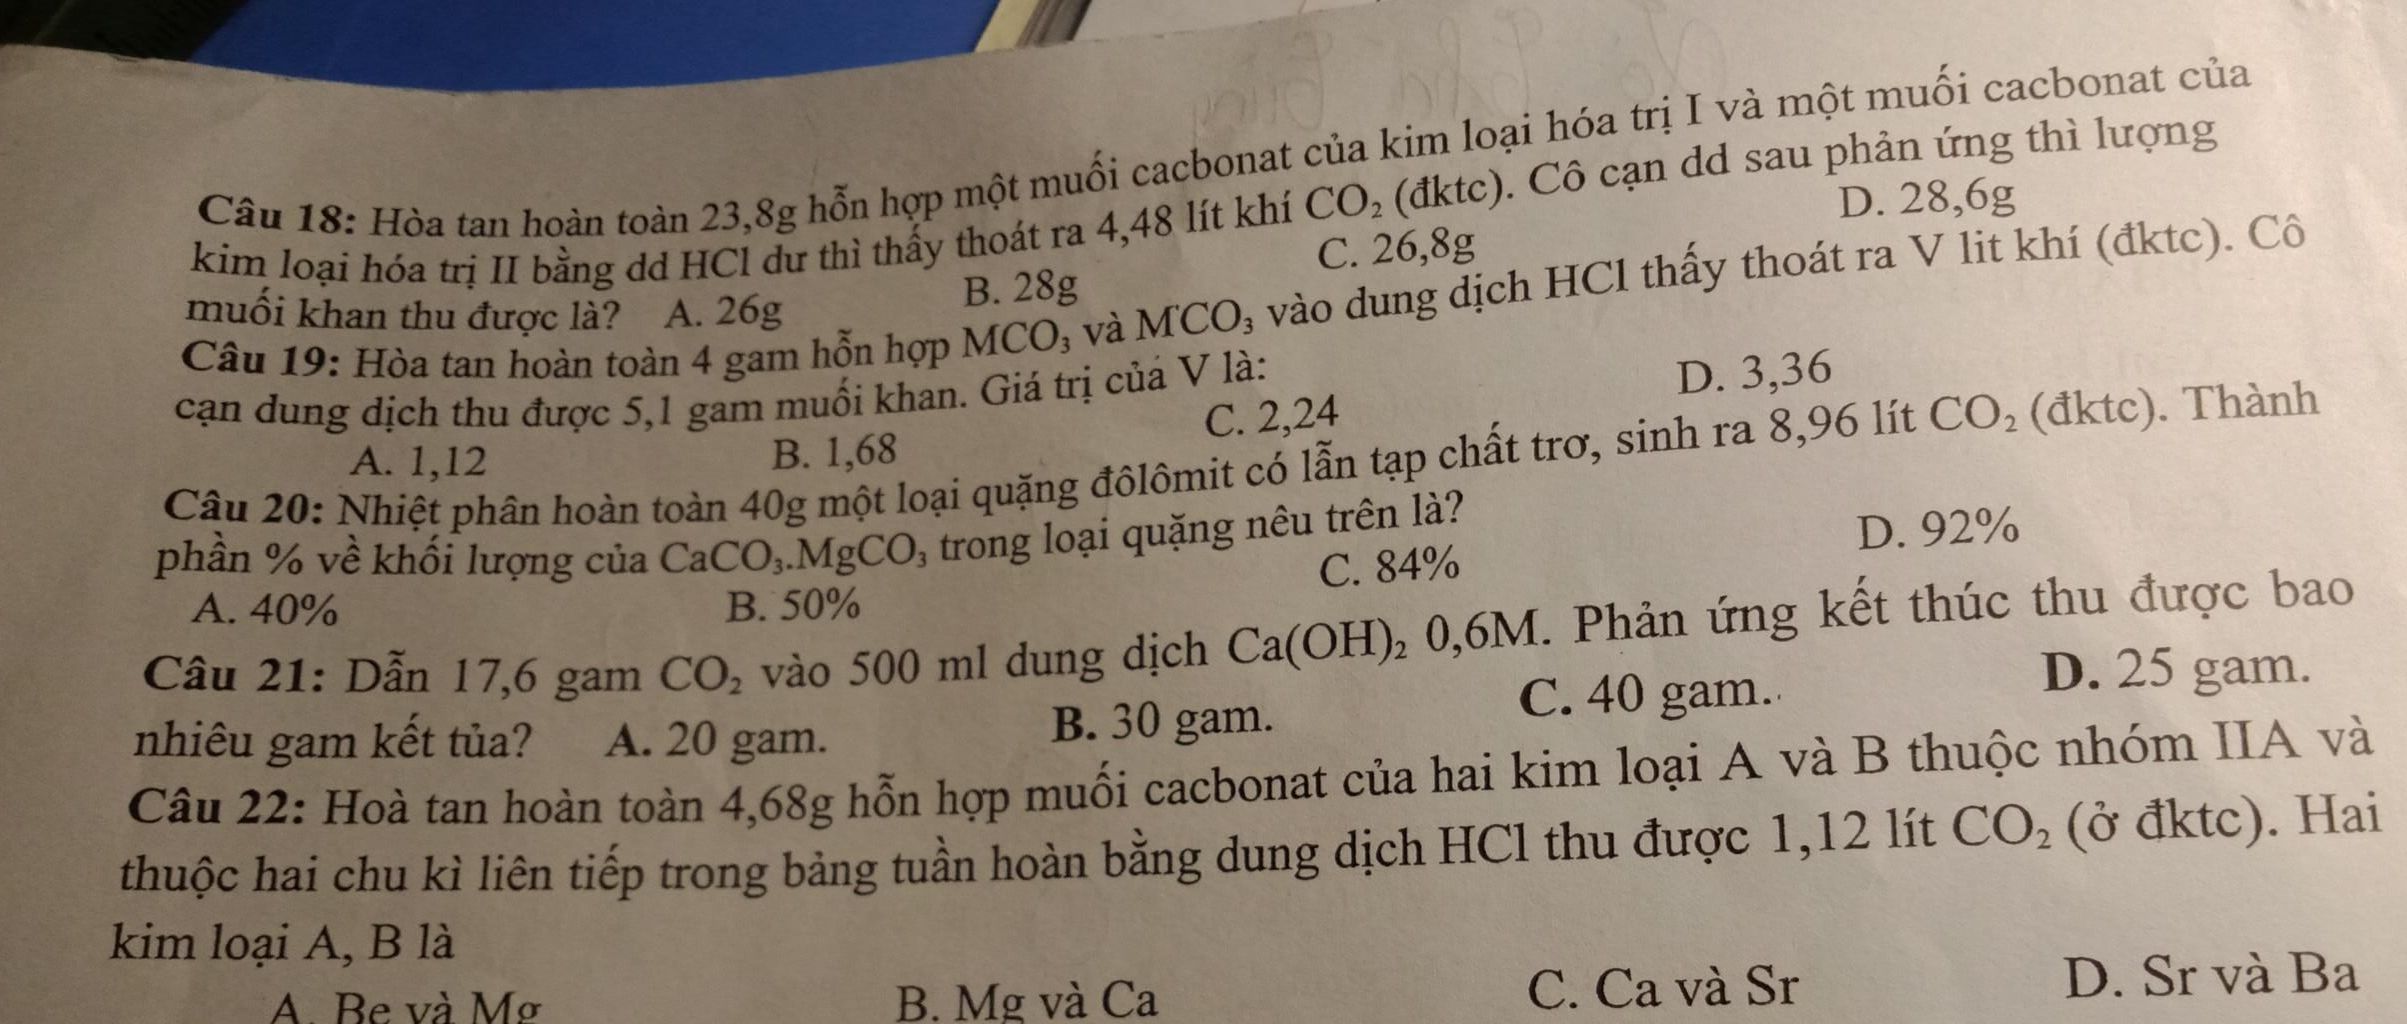 Câu 18: Hòa tan hoàn toàn 23,8g hỗn hợp một muối cacbonat của kim loại hóa trị I và một muối cacbonat của
kim loại hóa trị II bằng dd HCl dư thì thấy thoát ra 4,48 lít khí CO₂ (đktc). Cô cạn dd sau phản ứng thì lượng
muối khan thu được là? A. 26g B. 28g C. 26,8g D. 28,6g
Câu 19: Hòa tan hoàn toàn 4 gam hỗn hợp MCO₃ và M'CO₃ vào dung dịch HCl thấy thoát ra V lit khí (đktc). Cô
cạn dung dịch thu được 5,1 gam muối khan. Giá trị của V là:
A. 1,12 B. 1,68 C. 2,24 D. 3,36
Câu 20: Nhiệt phân hoàn toàn 40g một loại quặng đôlômit có lẫn tạp chất trơ, sinh ra 8,96 lít CO₂ (đktc). Thành
phần % về khối lượng của CaCO₃.MgCO₃ trong loại quặng nêu trên là?
A. 40% B. 50% C. 84% D. 92%
Câu 21: Dẫn 17,6 gam CO₂ vào 500 ml dung dịch Ca(OH)₂ 0,6M. Phản ứng kết thúc thu được bao
nhiêu gam kết tủa? A. 20 gam. B. 30 gam. C. 40 gam. D. 25 gam.
Câu 22: Hoà tan hoàn toàn 4,68g hỗn hợp muối cacbonat của hai kim loại A và B thuộc nhóm IIA và
thuộc hai chu kì liên tiếp trong bảng tuần hoàn bằng dung dịch HCl thu được 1,12 lít CO₂ (ở đktc). Hai
kim loại A, B là
A. Be và Mg B. Mg và Ca C. Ca và Sr D. Sr và Ba